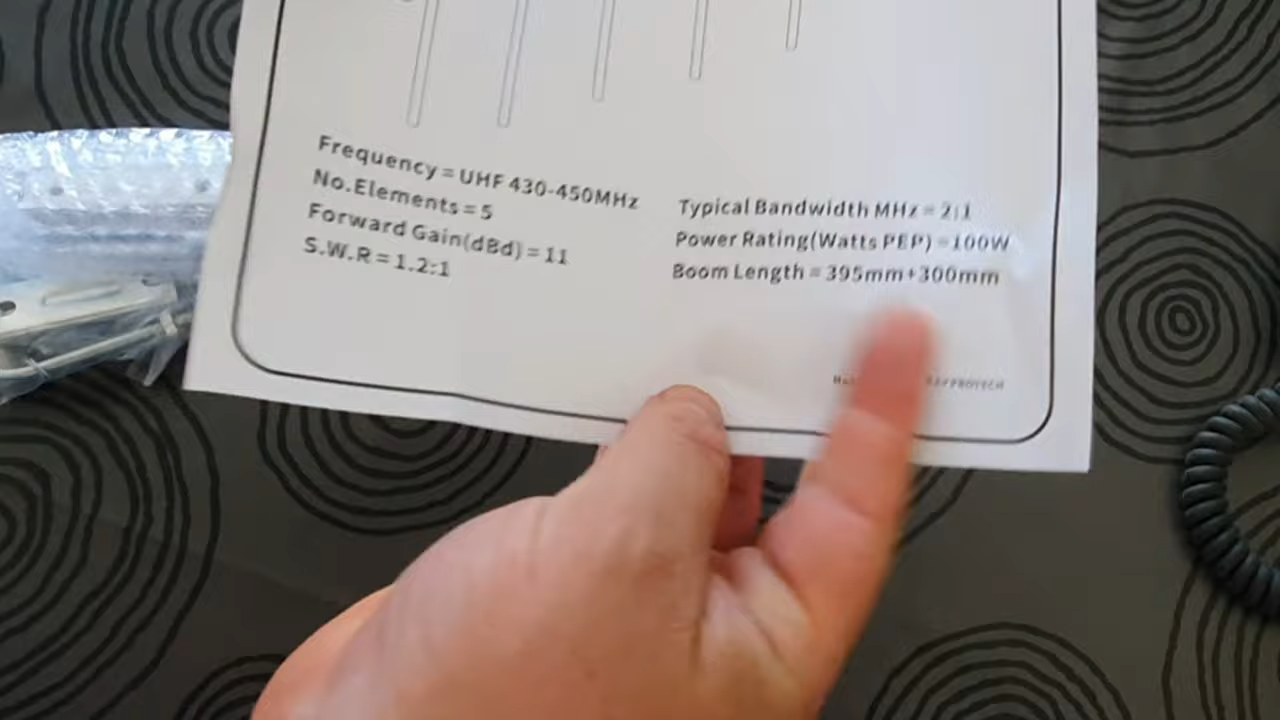 Frequency=UHF 430-450MHz
No.Elements=5
Forward Gain(dBd)=11
S.W.R=1.2:1
Typical Bandwidth MHz=2:1
Power Rating(Watts PEP)=100W
Boom Length=395mm+300mm